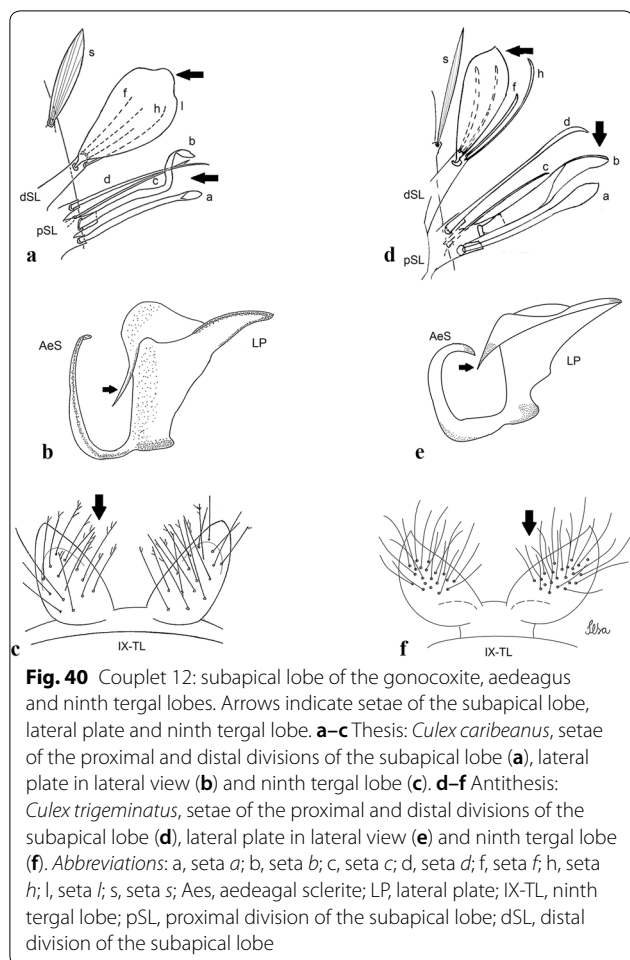 s
f
h
l
b
d
c
a
dSL
pSL
a
s
f
h
d
b
c
a
dSL
pSL
d
AeS
LP
b
AeS
LP
e
IX-TL
c
IX-TL
f
Ilsa
Fig. 40 Couplet 12: subapical lobe of the gonocoxite, aedeagus
and ninth tergal lobes. Arrows indicate setae of the subapical lobe,
lateral plate and ninth tergal lobe. a–c Thesis: Culex caribeanus, setae
of the proximal and distal divisions of the subapical lobe (a), lateral
plate in lateral view (b) and ninth tergal lobe (c). d–f Antithesis:
Culex trigeminatus, setae of the proximal and distal divisions of the
subapical lobe (d), lateral plate in lateral view (e) and ninth tergal lobe
(f). Abbreviations: a, seta a; b, seta b; c, seta c; d, seta d; f, seta f; h, seta
h; l, seta l; s, seta s; Aes, aedeagal sclerite; LP, lateral plate; IX-TL, ninth
tergal lobe; pSL, proximal division of the subapical lobe; dSL, distal
division of the subapical lobe